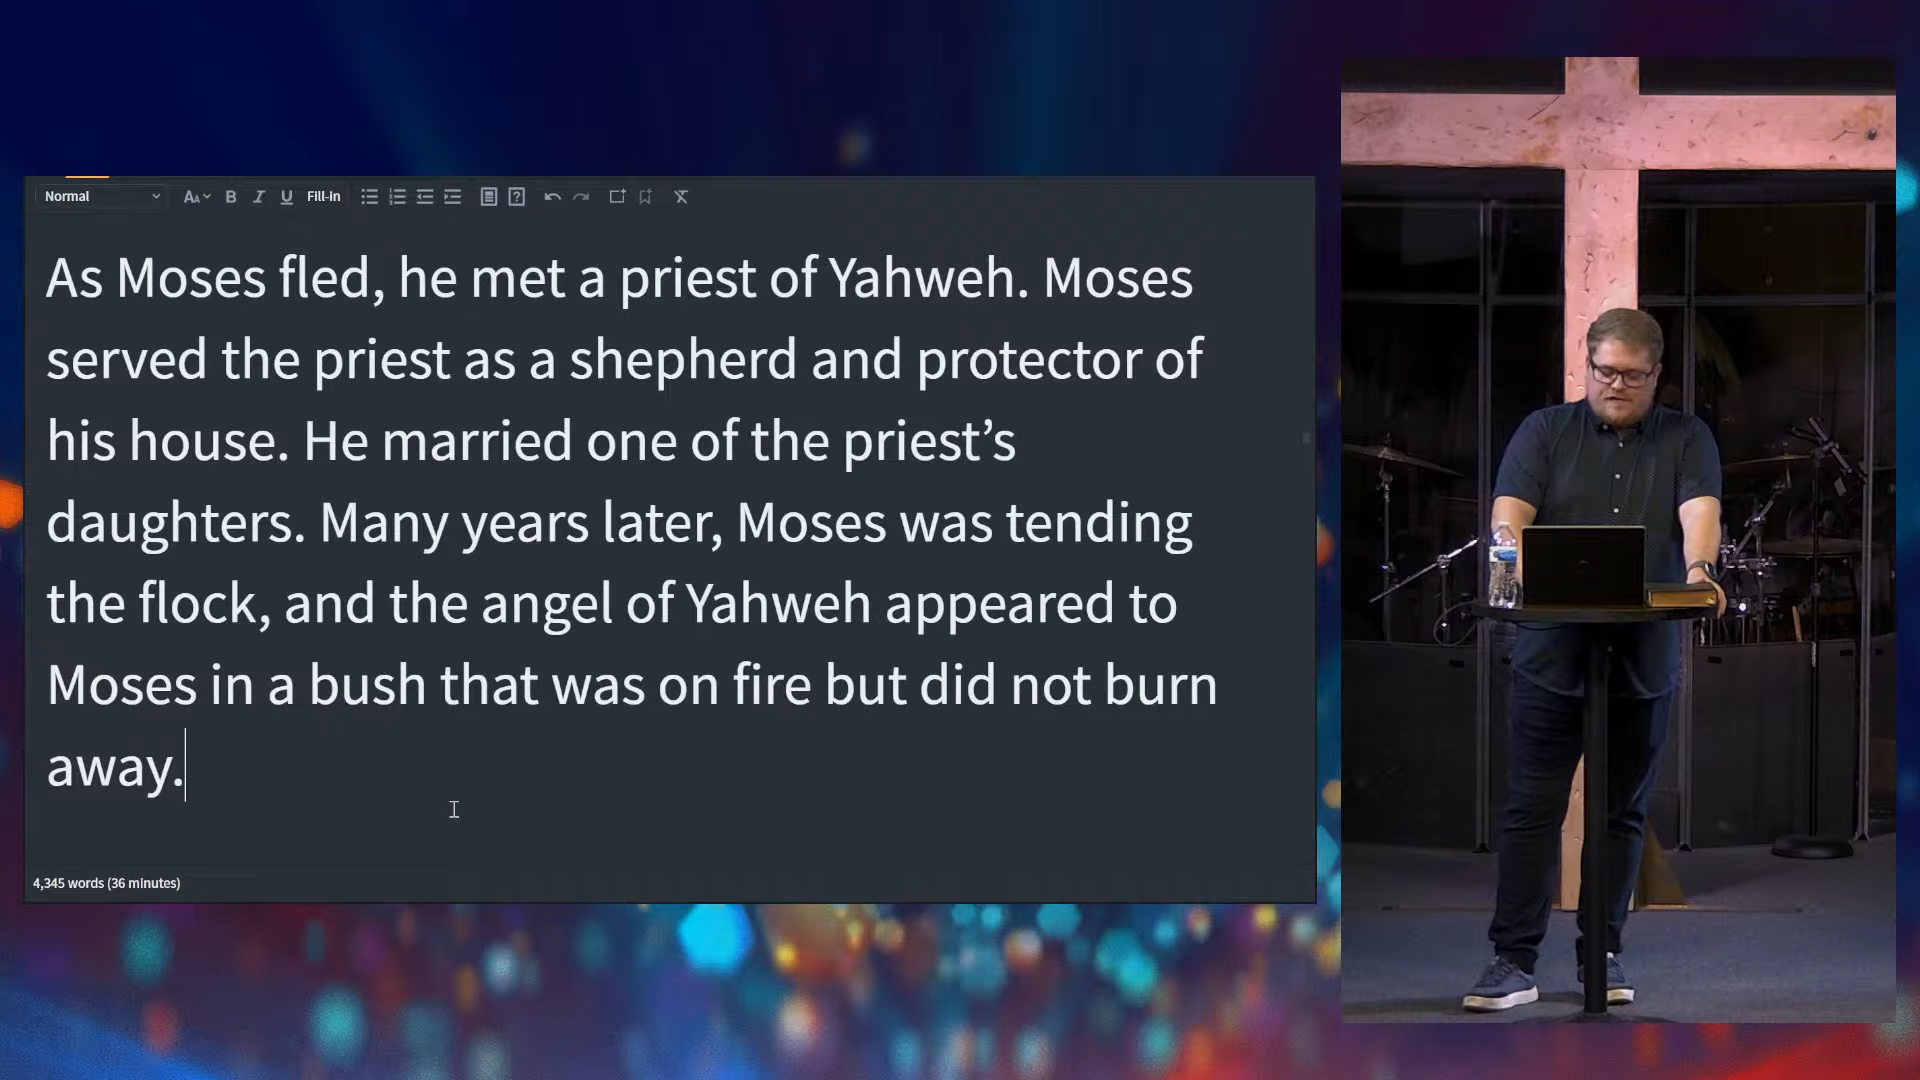 Normal
Fill-in
As Moses fled, he met a priest of Yahweh. Moses
served the priest as a shepherd and protector of
his house. He married one of the priest’s
daughters. Many years later, Moses was tending
the flock, and the angel of Yahweh appeared to
Moses in a bush that was on fire but did not burn
away.
4,345 words (36 minutes)